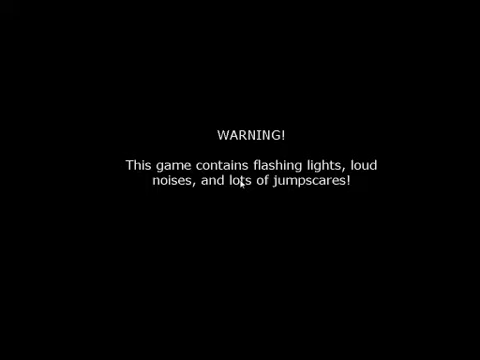 WARNING!
This game contains flashing lights, loud
noises, and lots of jumpscares!